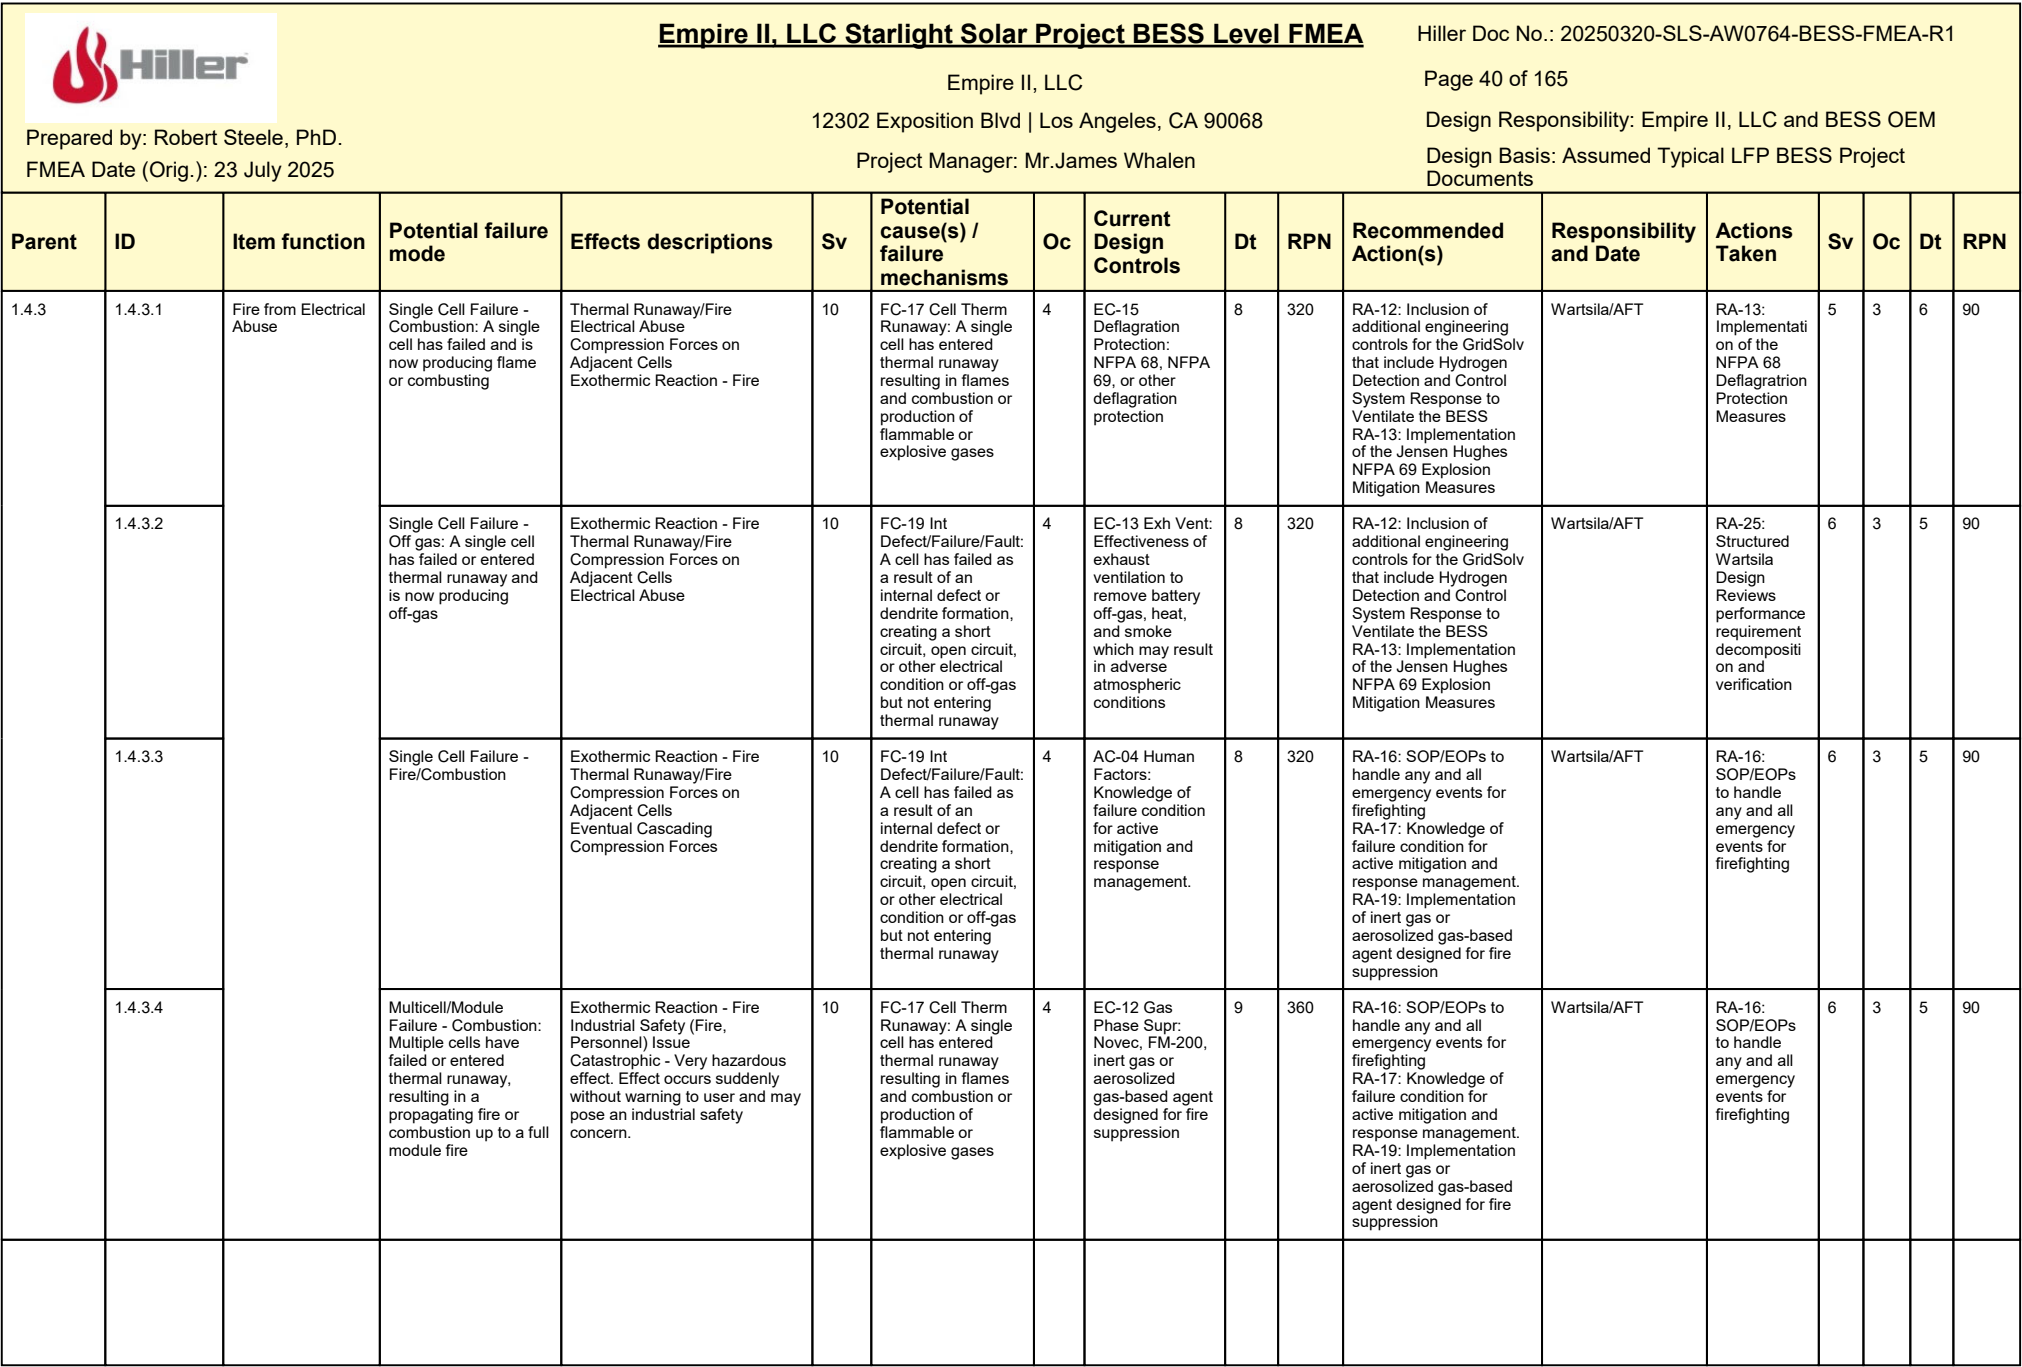 Hiller
Prepared by: Robert Steele, PhD.
FMEA Date (Orig.): 23 July 2025
Empire II, LLC Starlight Solar Project BESS Level FMEA
Empire II, LLC
12302 Exposition Blvd | Los Angeles, CA 90068
Project Manager: Mr.James Whalen
Hiller Doc No.: 20250320-SLS-AW0764-BESS-FMEA-R1
Page 40 of 165
Design Responsibility: Empire II, LLC and BESS OEM
Design Basis: Assumed Typical LFP BESS Project
Documents
Parent
ID
Item function
Potential failure
mode
Effects descriptions
Sv
Potential
cause(s) /
failure
mechanisms
Oc
Current
Design
Controls
Dt
RPN
Recommended
Action(s)
Responsibility
and Date
Actions
Taken
Sv
Oc
Dt
RPN
1.4.3
1.4.3.1
Fire from Electrical
Abuse
Single Cell Failure -
Combustion: A single
cell has failed and is
now producing flame
or combusting
Thermal Runaway/Fire
Electrical Abuse
Compression Forces on
Adjacent Cells
Exothermic Reaction - Fire
10
FC-17 Cell Therm
Runaway: A single
cell has entered
thermal runaway
resulting in flames
and combustion or
production of
flammable or
explosive gases
4
EC-15
Deflagration
Protection:
NFPA 68, NFPA
69, or other
deflagration
protection
8
320
RA-12: Inclusion of
additional engineering
controls for the GridSolv
that include Hydrogen
Detection and Control
System Response to
Ventilate the BESS
RA-13: Implementation
of the Jensen Hughes
NFPA 69 Explosion
Mitigation Measures
Wartsila/AFT
RA-13:
Implementati
on of the
NFPA 68
Deflagratrion
Protection
Measures
5
3
6
90
1.4.3.2
Single Cell Failure -
Off gas: A single cell
has failed or entered
thermal runaway and
is now producing
off-gas
Exothermic Reaction - Fire
Thermal Runaway/Fire
Compression Forces on
Adjacent Cells
Electrical Abuse
10
FC-19 Int
Defect/Failure/Fault:
A cell has failed as
a result of an
internal defect or
dendrite formation,
creating a short
circuit, open circuit,
or other electrical
condition or off-gas
but not entering
thermal runaway
4
EC-13 Exh Vent:
Effectiveness of
exhaust
ventilation to
remove battery
off-gas, heat,
and smoke
which may result
in adverse
atmospheric
conditions
8
320
RA-12: Inclusion of
additional engineering
controls for the GridSolv
that include Hydrogen
Detection and Control
System Response to
Ventilate the BESS
RA-13: Implementation
of the Jensen Hughes
NFPA 69 Explosion
Mitigation Measures
Wartsila/AFT
RA-25:
Structured
Wartsila
Design
Reviews
performance
requirement
decompositi
on and
verification
6
3
5
90
1.4.3.3
Single Cell Failure -
Fire/Combustion
Exothermic Reaction - Fire
Thermal Runaway/Fire
Compression Forces on
Adjacent Cells
Eventual Cascading
Compression Forces
10
FC-19 Int
Defect/Failure/Fault:
A cell has failed as
a result of an
internal defect or
dendrite formation,
creating a short
circuit, open circuit,
or other electrical
condition or off-gas
but not entering
thermal runaway
4
AC-04 Human
Factors:
Knowledge of
failure condition
for active
mitigation and
response
management.
8
320
RA-16: SOP/EOPs to
handle any and all
emergency events for
firefighting
RA-17: Knowledge of
failure condition for
active mitigation and
response management.
RA-19: Implementation
of inert gas or
aerosolized gas-based
agent designed for fire
suppression
Wartsila/AFT
RA-16:
SOP/EOPs
to handle
any and all
emergency
events for
firefighting
6
3
5
90
1.4.3.4
Multicell/Module
Failure - Combustion:
Multiple cells have
failed or entered
thermal runaway,
resulting in a
propagating fire or
combustion up to a full
module fire
Exothermic Reaction - Fire
Industrial Safety (Fire,
Personnel) Issue
Catastrophic - Very hazardous
effect. Effect occurs suddenly
without warning to user and may
pose an industrial safety
concern.
10
FC-17 Cell Therm
Runaway: A single
cell has entered
thermal runaway
resulting in flames
and combustion or
production of
flammable or
explosive gases
4
EC-12 Gas
Phase Supr:
Novec, FM-200,
inert gas or
aerosolized
gas-based agent
designed for fire
suppression
9
360
RA-16: SOP/EOPs to
handle any and all
emergency events for
firefighting
RA-17: Knowledge of
failure condition for
active mitigation and
response management.
RA-19: Implementation
of inert gas or
aerosolized gas-based
agent designed for fire
suppression
Wartsila/AFT
RA-16:
SOP/EOPs
to handle
any and all
emergency
events for
firefighting
6
3
5
90